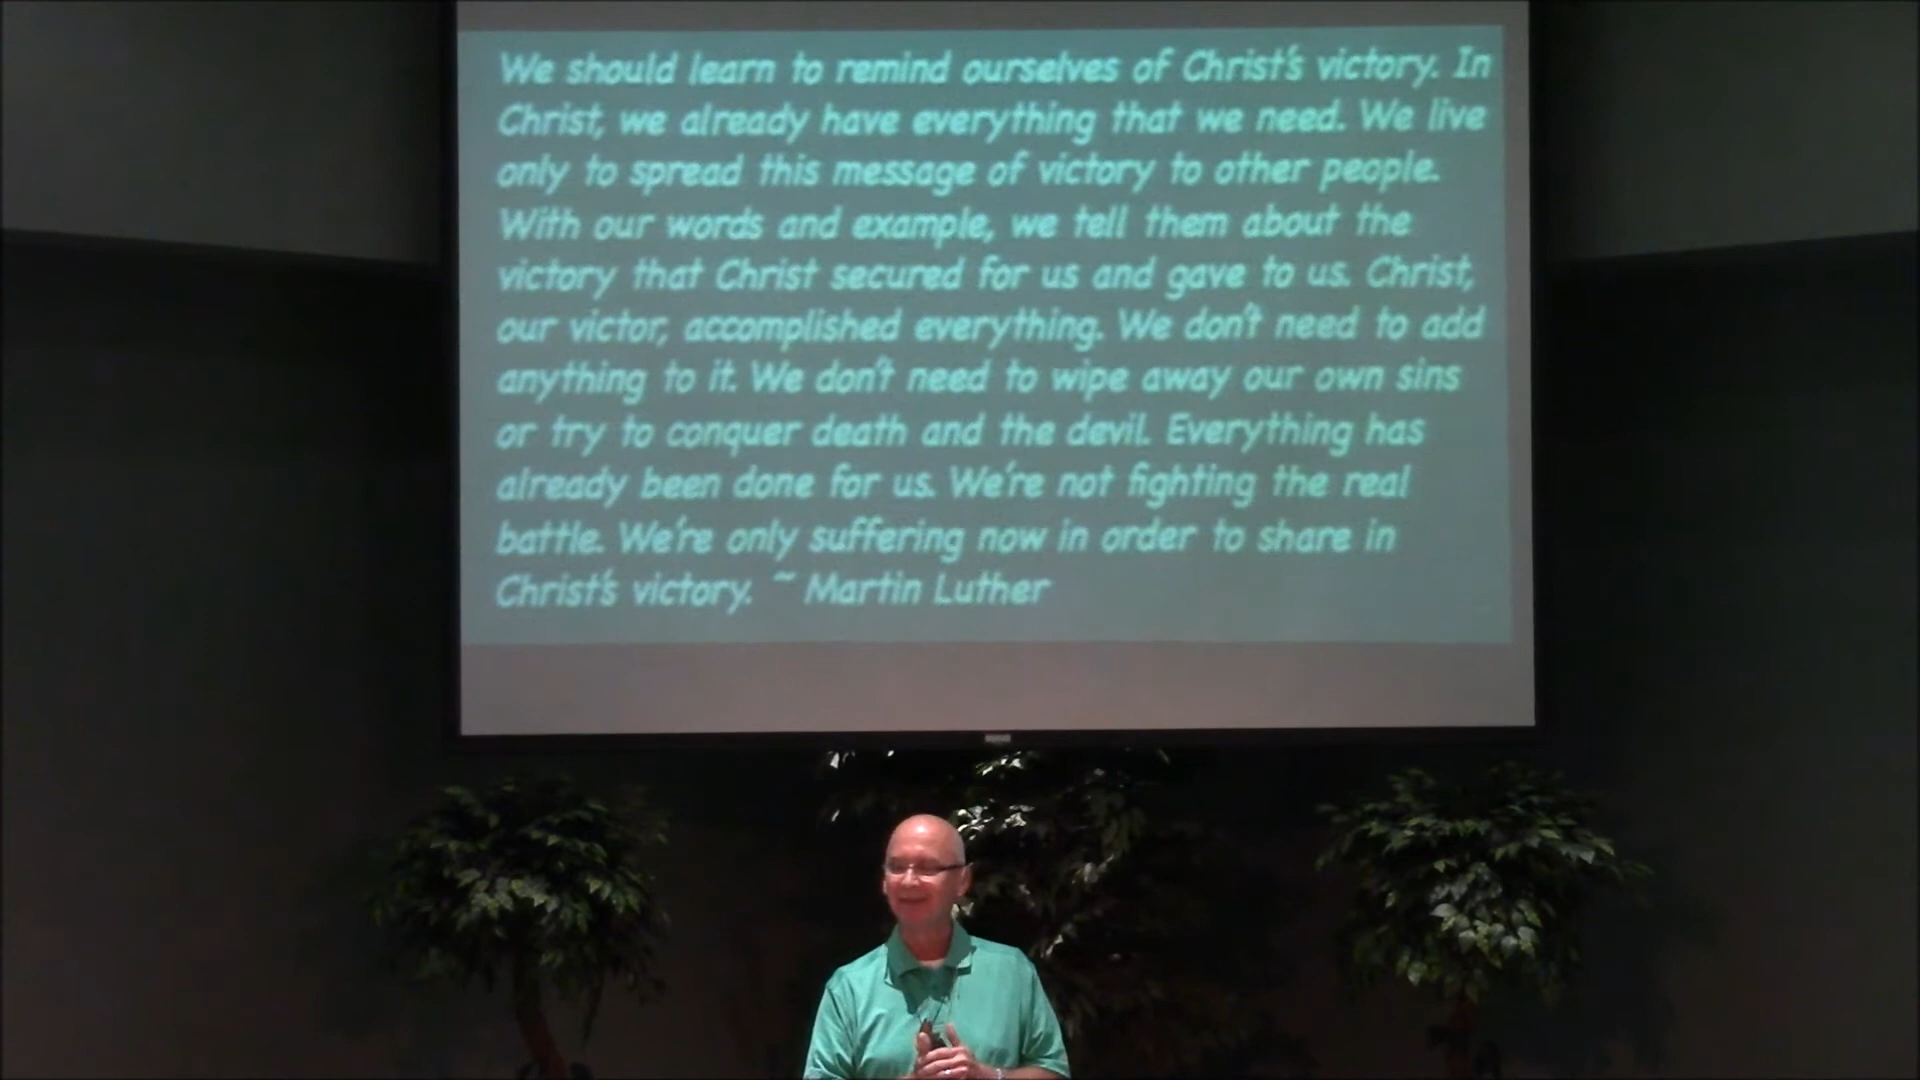 We should learn to remind ourselves of Christ's victory. In
Christ, we already have everything that we need. We live
only to spread this message of victory to other people.
With our words and example, we tell them about the
victory that Christ secured for us and gave to us. Christ,
our victor, accomplished everything. We don't need to add
anything to it. We don't need to wipe away our own sins
or try to conquer death and the devil. Everything has
already been done for us. We're not fighting the real
battle. We're only suffering now in order to share in
Christ's victory. ~ Martin Luther